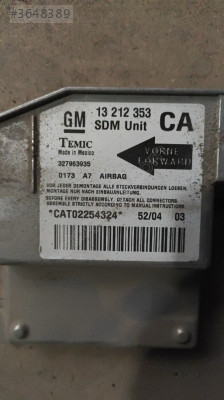 #3648389
GM 13 212 353 CA
SDM Unit
TEMIC
Made in Mexico
327963935
VORNE
FORWARD
0173 A7 AIRBAG
VOR JEDER DEMONTAGE ALLE STECKVERBINDUNGEN LOESEN.
MONTAGE NUR NACH EINBAUANLEITUNG.
BEFORE EVERY DISASSEMBLY, DETACH ALL CONNECTORS.
ASSEMBLE STRICTLY ACCORDING TO MANUAL INSTRUCTIONS.
*CAT02254324* 52/04 03